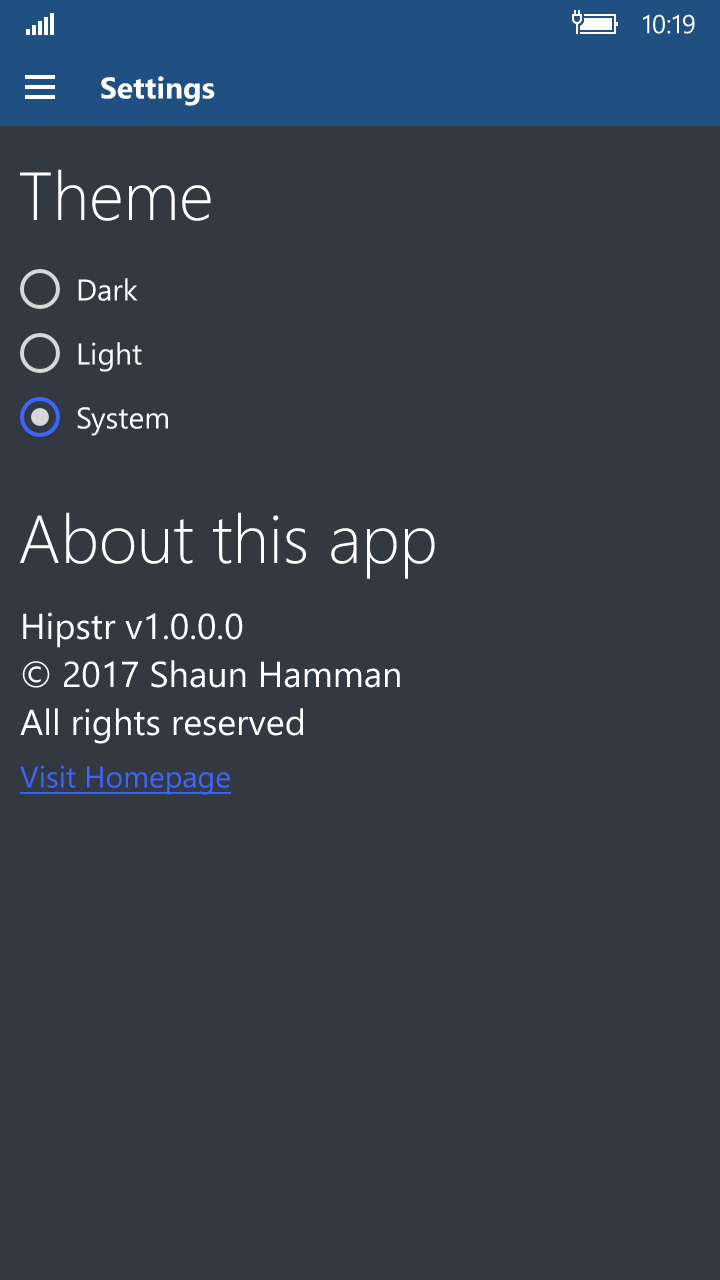 10:19
Settings
Theme
Dark
Light
System
About this app
Hipstr v1.0.0.0
© 2017 Shaun Hamman
All rights reserved
Visit Homepage